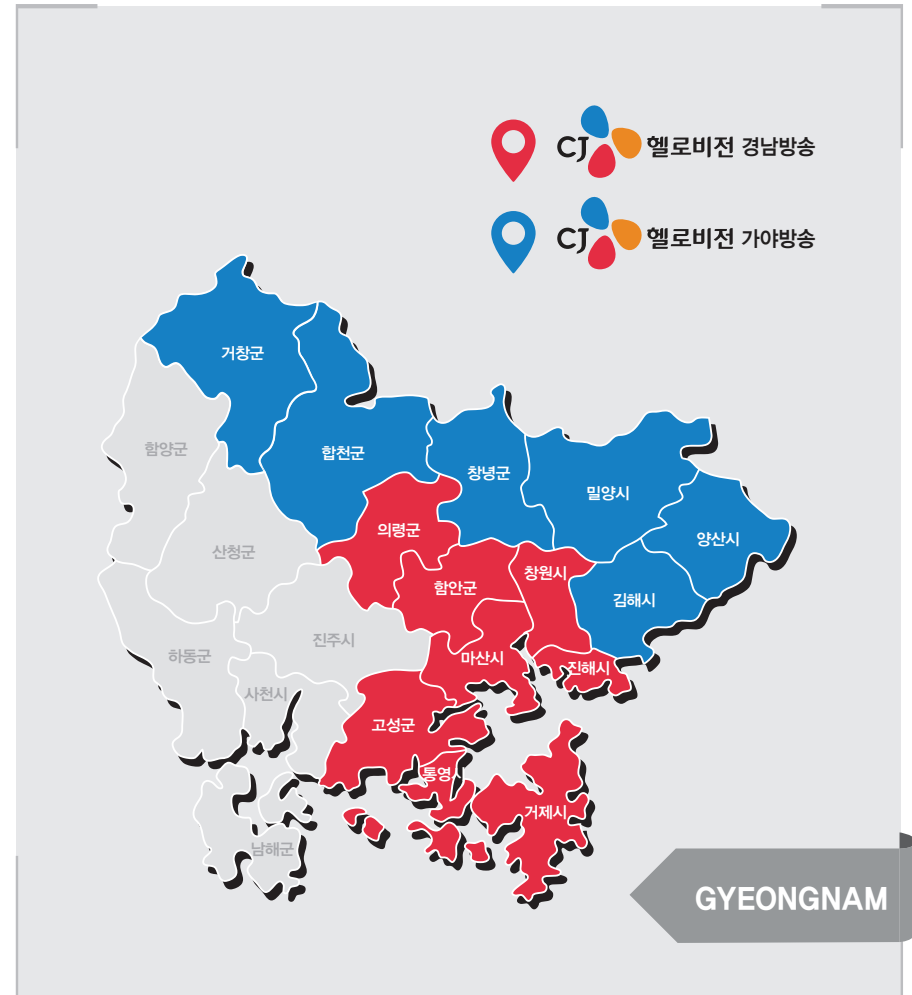 CJ 헬로비전 경남방송
CJ 헬로비전 가야방송
거창군
함양군
합천군
창녕군
밀양시
의령군
양산시
산청군
창원시
함안군
김해시
진주시
하동군
마산시
진해시
사천시
고성군
통영시
거제시
남해군
GYEONGNAM